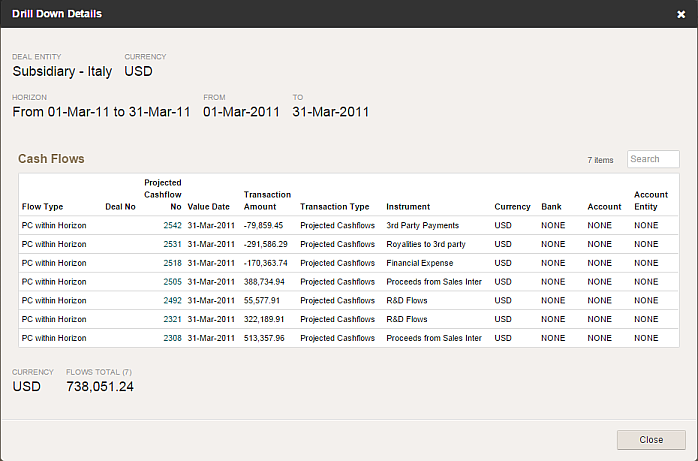 Drill Down Details
DEAL ENTITY CURRENCY
Subsidiary - Italy USD
HORIZON FROM TO
From 01-Mar-11 to 31-Mar-11 01-Mar-2011 31-Mar-2011
Cash Flows 7 items Search
Flow Type Deal No Projected Cashflow No Value Date Transaction Amount Transaction Type Instrument Currency Bank Account Account Entity
PC within Horizon 2542 31-Mar-2011 -79,859.45 Projected Cashflows 3rd Party Payments USD NONE NONE NONE
PC within Horizon 2531 31-Mar-2011 -291,586.29 Projected Cashflows Royalities to 3rd party USD NONE NONE NONE
PC within Horizon 2518 31-Mar-2011 -170,363.74 Projected Cashflows Financial Expense USD NONE NONE NONE
PC within Horizon 2505 31-Mar-2011 388,734.94 Projected Cashflows Proceeds from Sales Inter USD NONE NONE NONE
PC within Horizon 2492 31-Mar-2011 55,577.91 Projected Cashflows R&D Flows USD NONE NONE NONE
PC within Horizon 2321 31-Mar-2011 322,189.91 Projected Cashflows R&D Flows USD NONE NONE NONE
PC within Horizon 2308 31-Mar-2011 513,357.96 Projected Cashflows Proceeds from Sales Inter USD NONE NONE NONE
CURRENCY FLOWS TOTAL (7)
USD 738,051.24
Close